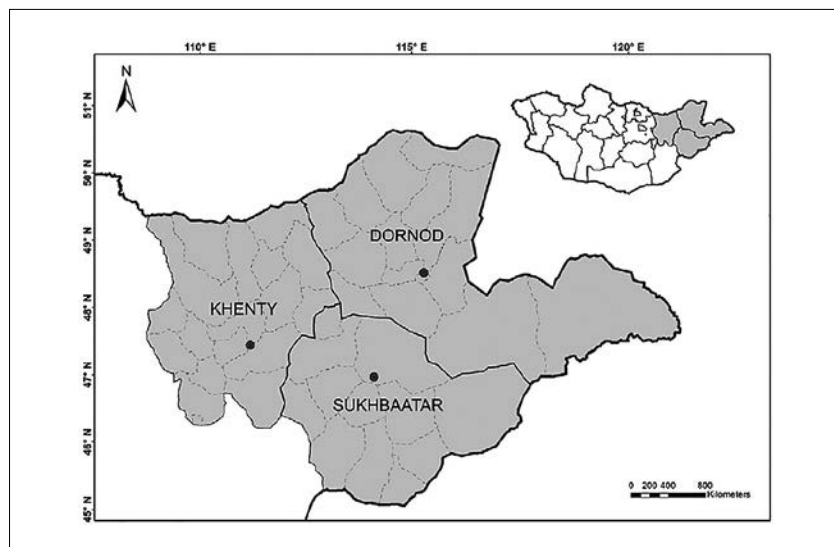 110° E
115° E
120° E
N
51° N
50° N
49° N
48° N
47° N
46° N
45° N
DORNOD
KHENTY
SUKHBAATAR
0 200 400 800
Kilometers